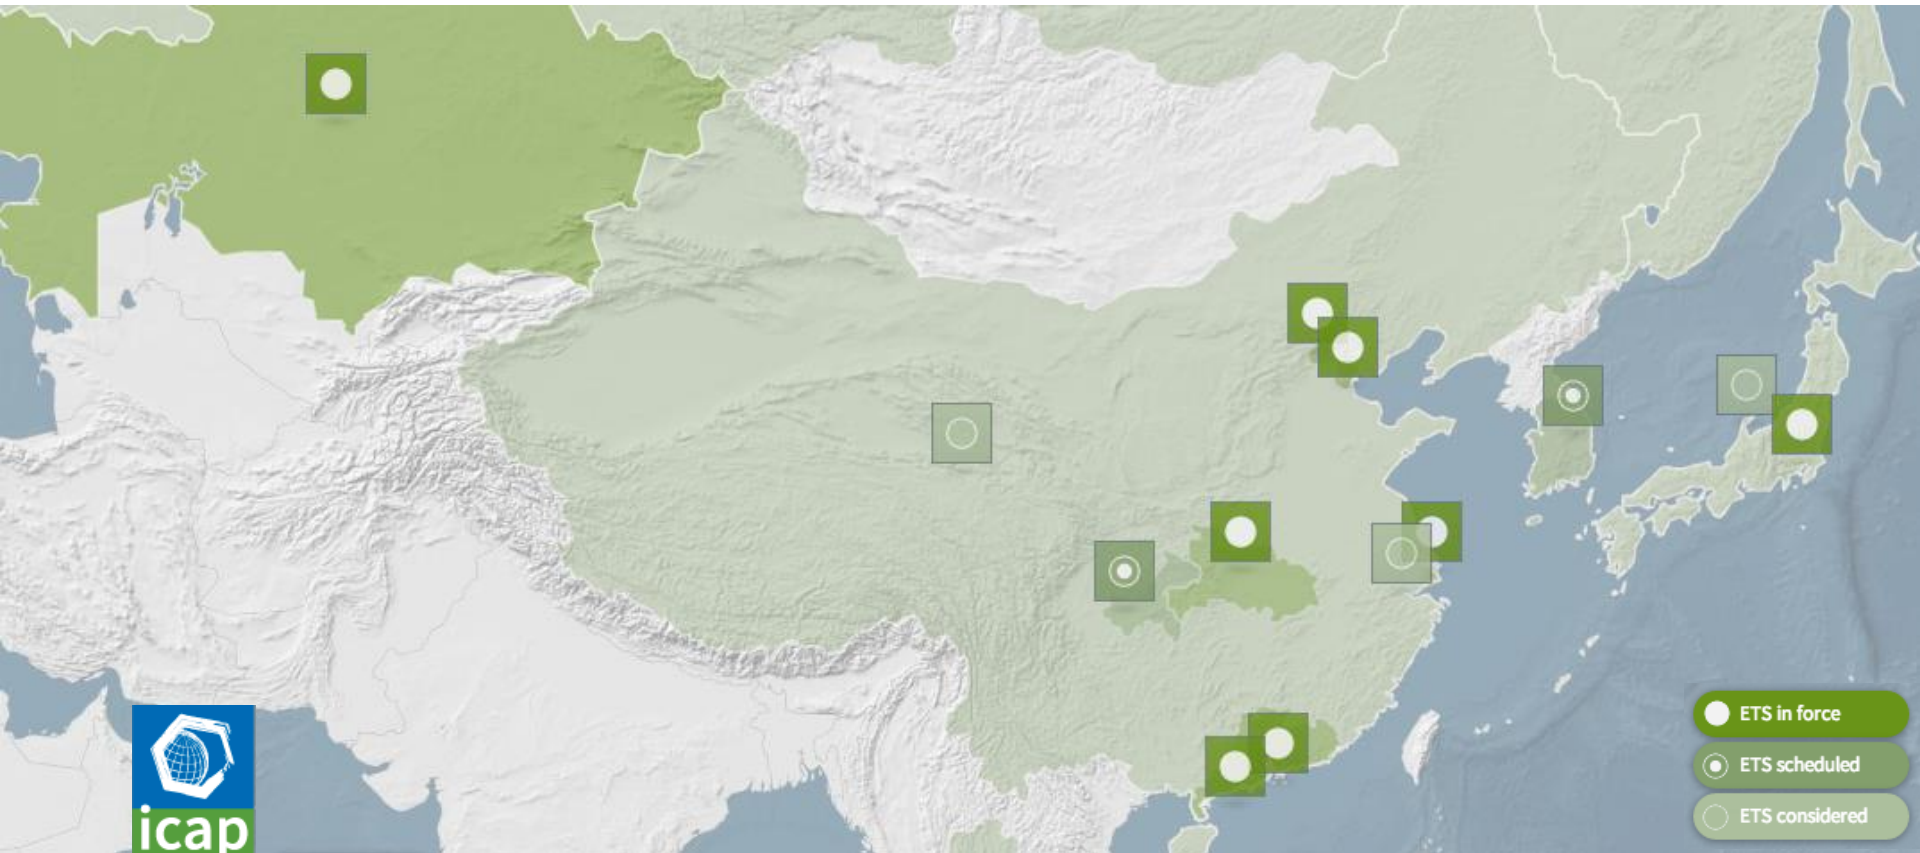 ETS in force
ETS scheduled
ETS considered
icap